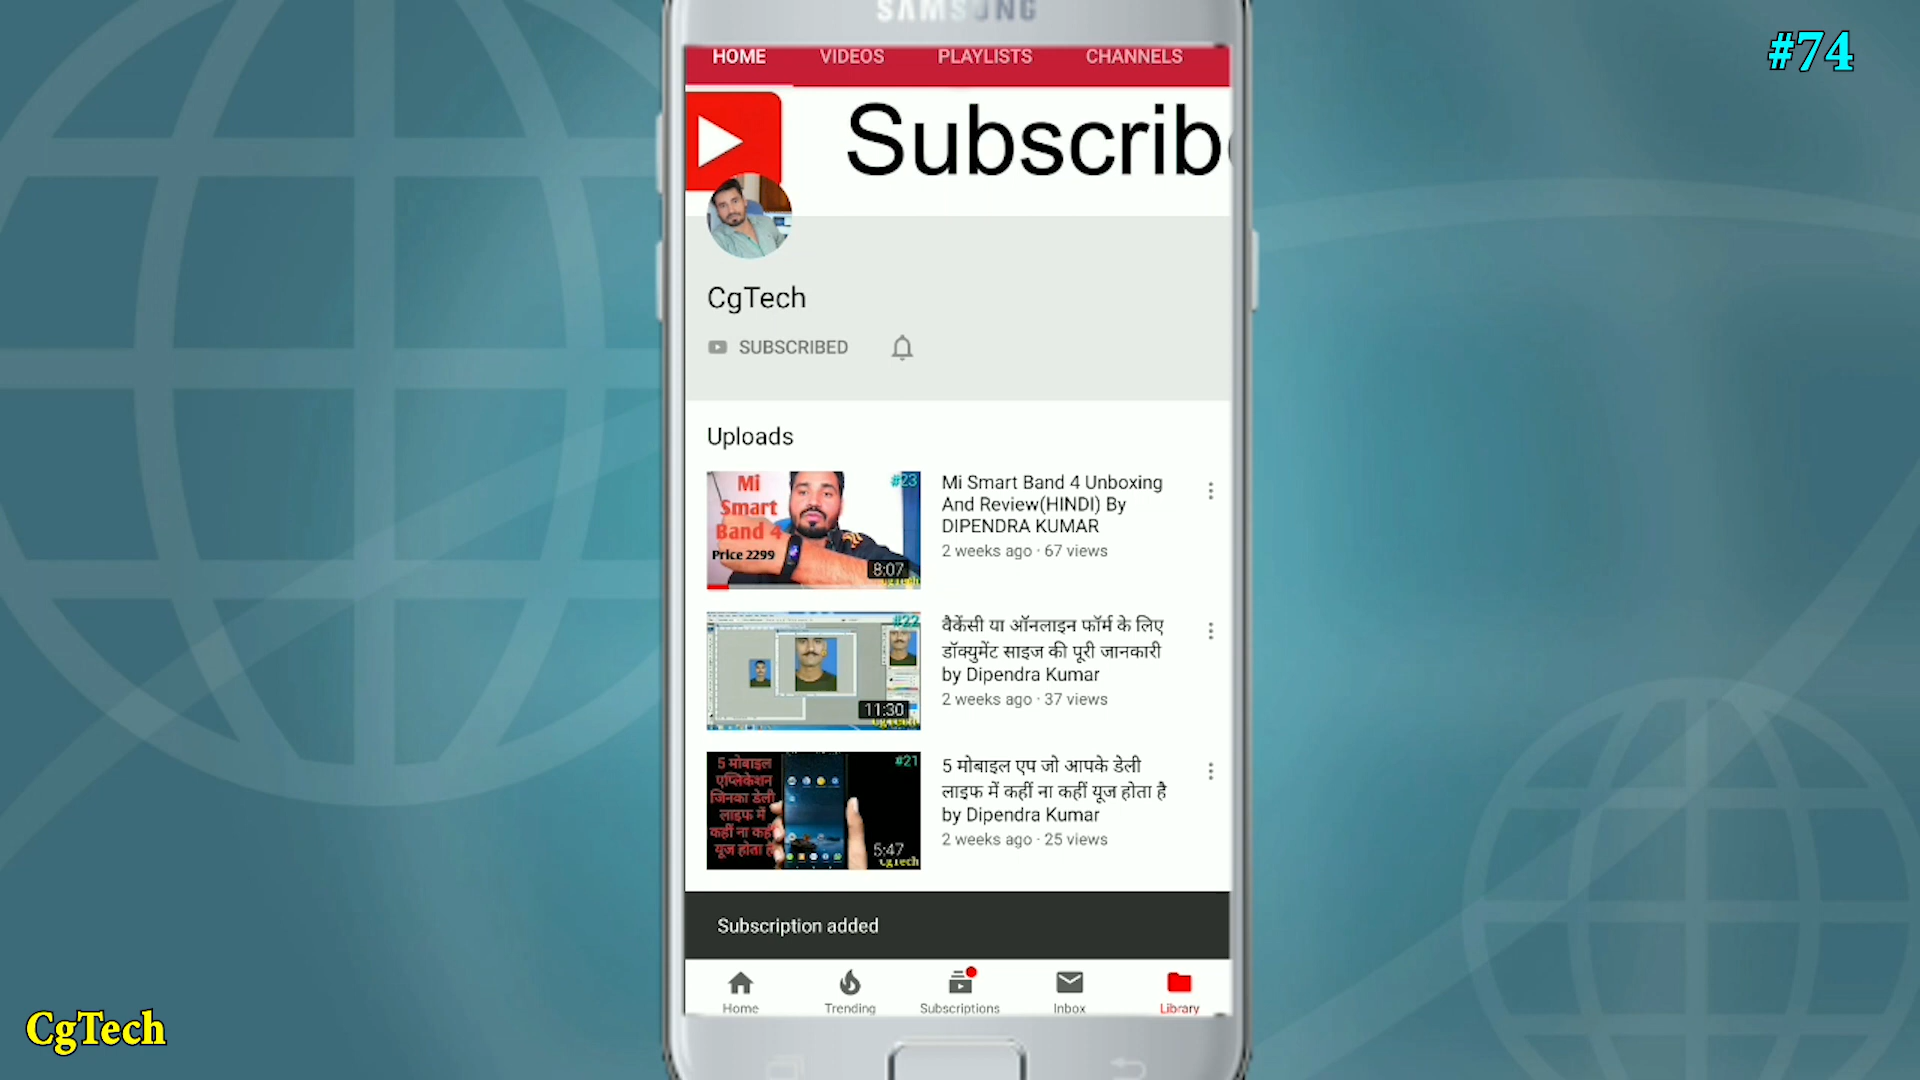 SAMSUNG
#74
HOME VIDEOS PLAYLISTS CHANNELS
Subscrib
CgTech
SUBSCRIBED
Uploads
Mi
Smart
Band 4
Price 2299
#23
8:07
Mi Smart Band 4 Unboxing
And Review(HINDI) By
DIPENDRA KUMAR
2 weeks ago · 67 views
#22
11:30
CgTech
वैकेंसी या ऑनलाइन फॉर्म के लिए
डॉक्युमेंट साइज की पूरी जानकारी
by Dipendra Kumar
2 weeks ago · 37 views
5 मोबाइल
एप्लिकेशन
जिनका डेली
लाइफ में
कहीं ना कहीं
यूज होता है
#21
5:47
CgTech
5 मोबाइल एप जो आपके डेली
लाइफ में कहीं ना कहीं यूज होता है
by Dipendra Kumar
2 weeks ago · 25 views
Subscription added
Home Trending Subscriptions Inbox Library
CgTech